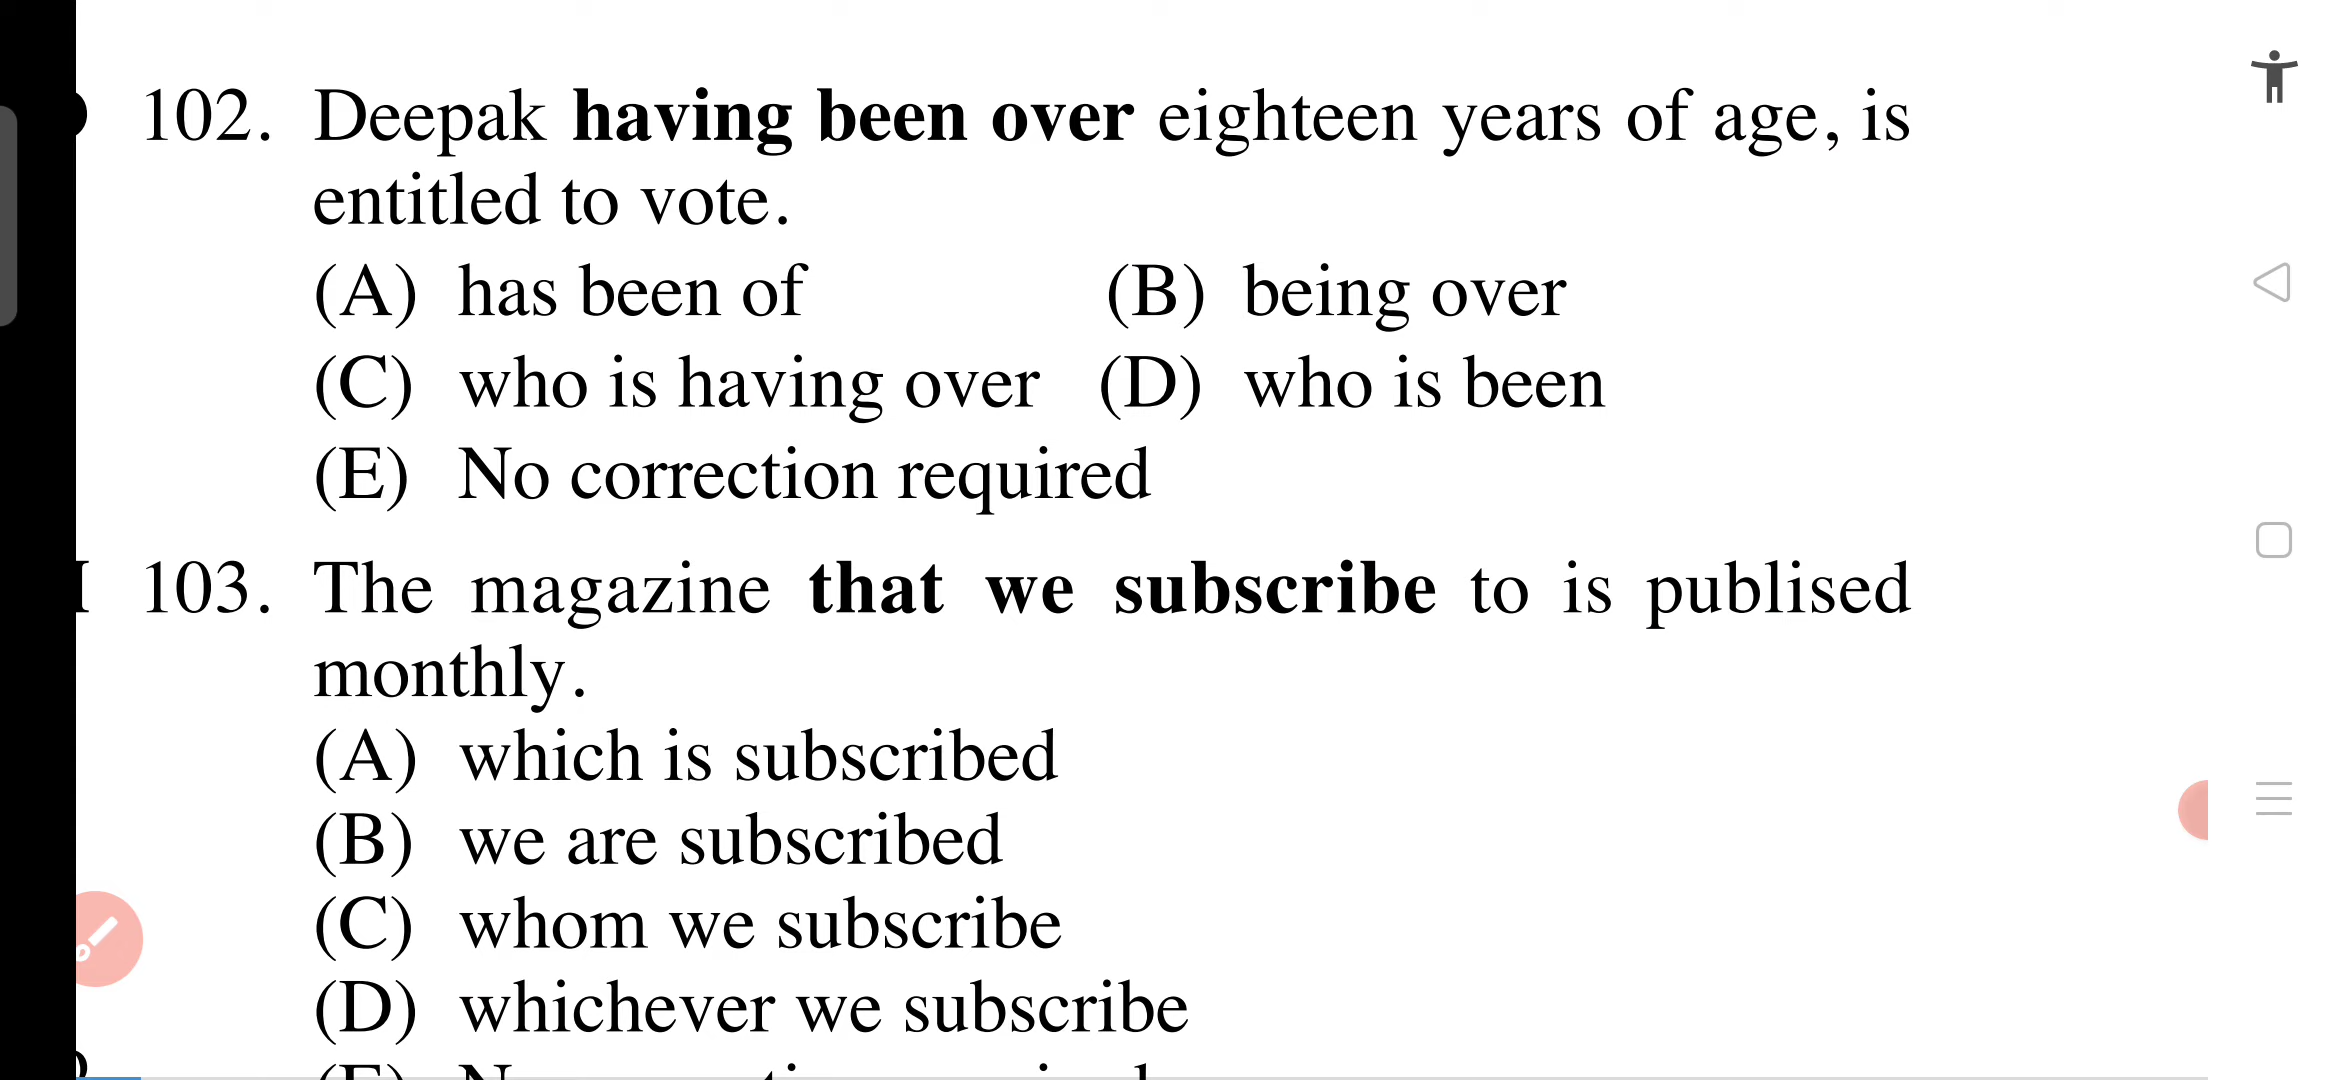 102. Deepak having been over eighteen years of age, is
entitled to vote.
(A) has been of (B) being over
(C) who is having over (D) who is been
(E) No correction required
103. The magazine that we subscribe to is publised
monthly.
(A) which is subscribed
(B) we are subscribed
(C) whom we subscribe
(D) whichever we subscribe